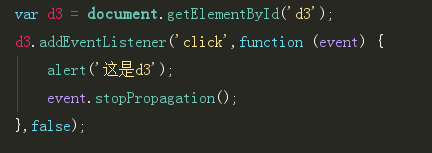 var d3 = document.getElementById('d3');
d3.addEventListener('click',function (event) {
alert('这是d3');
event.stopPropagation();
},false);